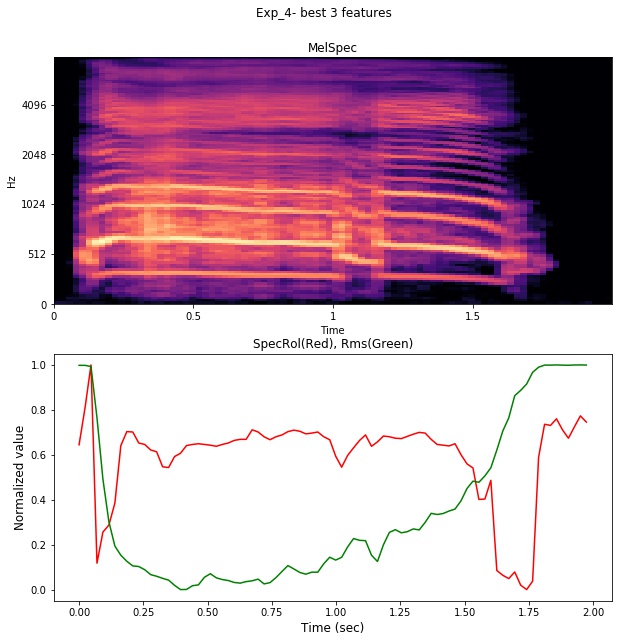 Exp_4- best 3 features
MelSpec
4096
2048
1024
512
0
Hz
0 0.5 1 1.5
Time
SpecRol(Red), Rms(Green)
1.0
0.8
0.6
0.4
0.2
0.0
Normalized value
0.00 0.25 0.50 0.75 1.00 1.25 1.50 1.75 2.00
Time (sec)